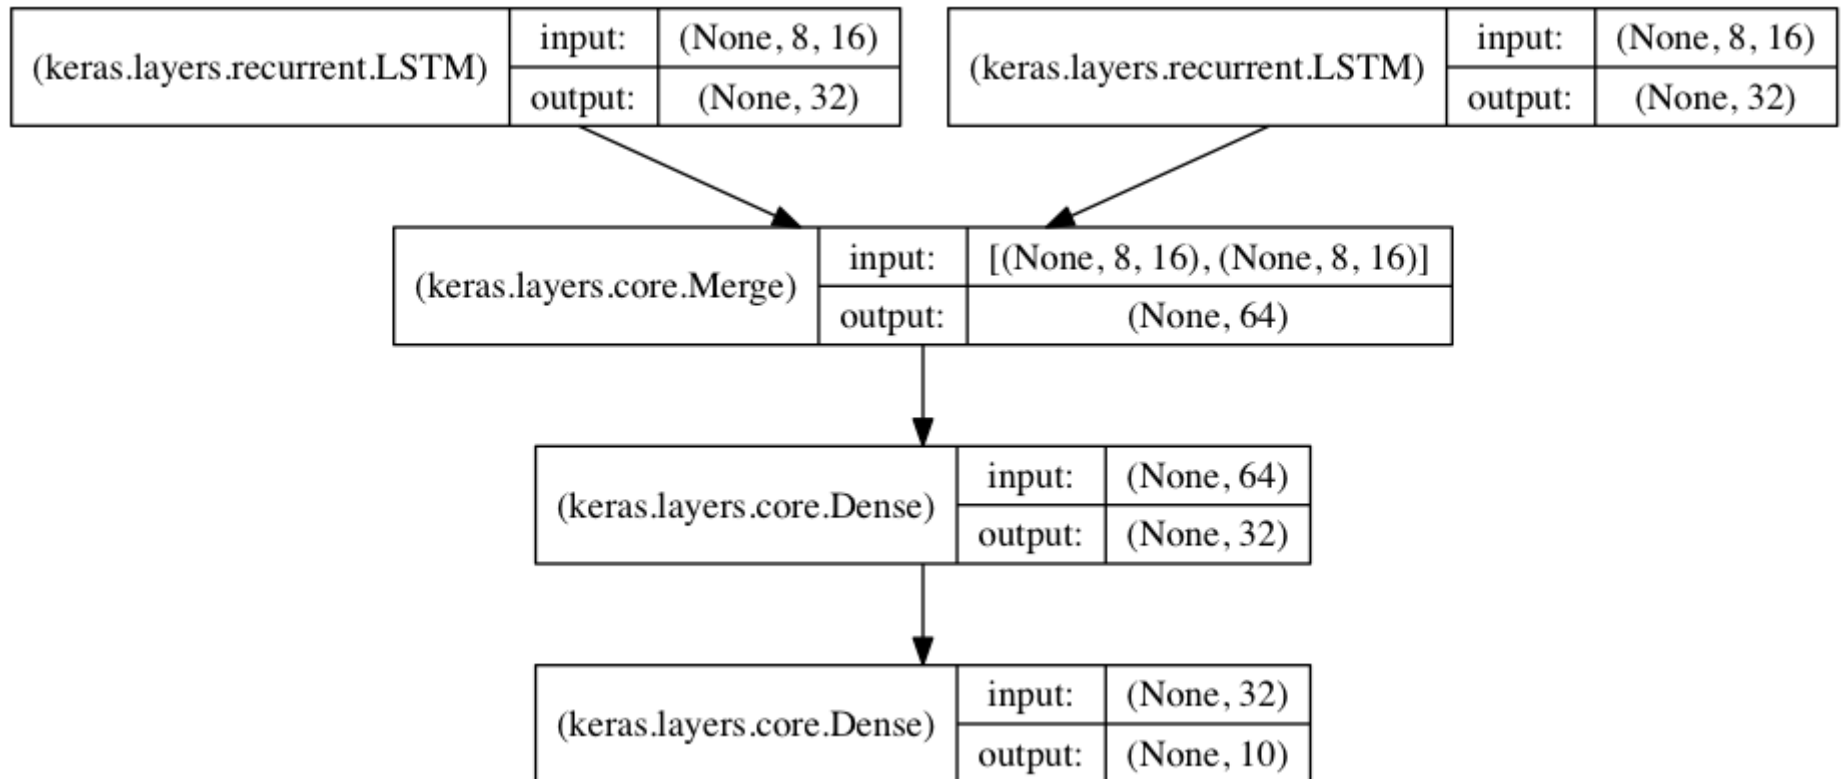 (keras.layers.recurrent.LSTM)
input:
(None, 8, 16)
output:
(None, 32)
(keras.layers.recurrent.LSTM)
input:
(None, 8, 16)
output:
(None, 32)
(keras.layers.core.Merge)
input:
[(None, 8, 16), (None, 8, 16)]
output:
(None, 64)
(keras.layers.core.Dense)
input:
(None, 64)
output:
(None, 32)
(keras.layers.core.Dense)
input:
(None, 32)
output:
(None, 10)